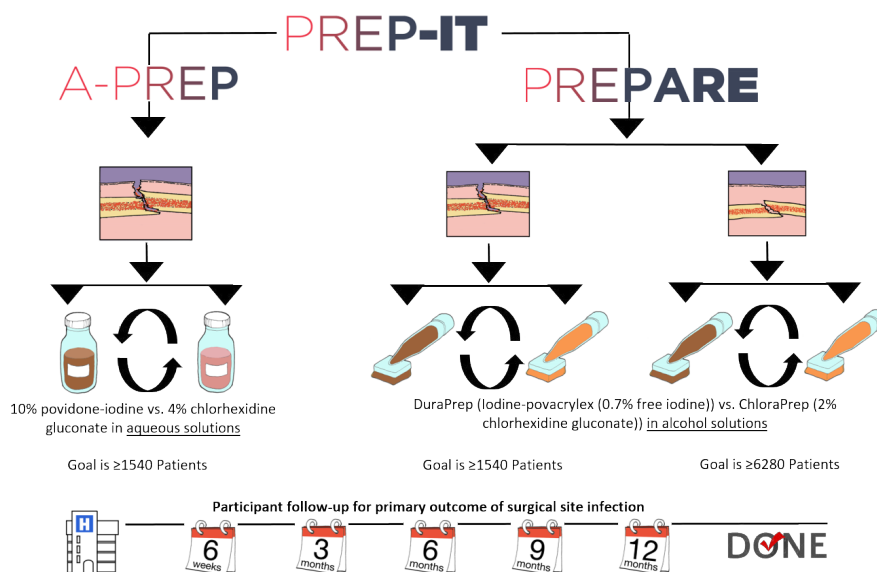 PREP-IT
A-PREP
PREPARE
10% povidone-iodine vs. 4% chlorhexidine
gluconate in aqueous solutions
DuraPrep (Iodine-povacrylex (0.7% free iodine)) vs. ChloraPrep (2%
chlorhexidine gluconate)) in alcohol solutions
Goal is ≥1540 Patients
Goal is ≥1540 Patients
Goal is ≥6280 Patients
Participant follow-up for primary outcome of surgical site infection
H
6
weeks
3
months
6
months
9
months
12
months
DONE